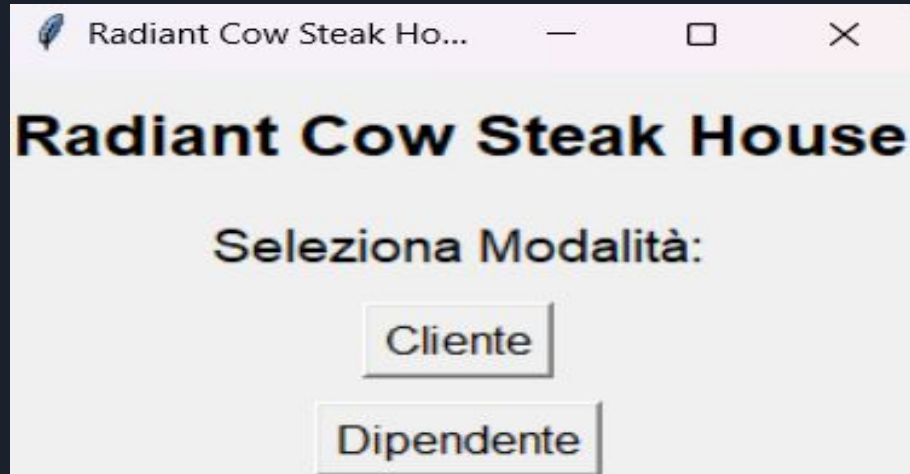 Radiant Cow Steak Ho...
Radiant Cow Steak House
Seleziona Modalità:
Cliente
Dipendente